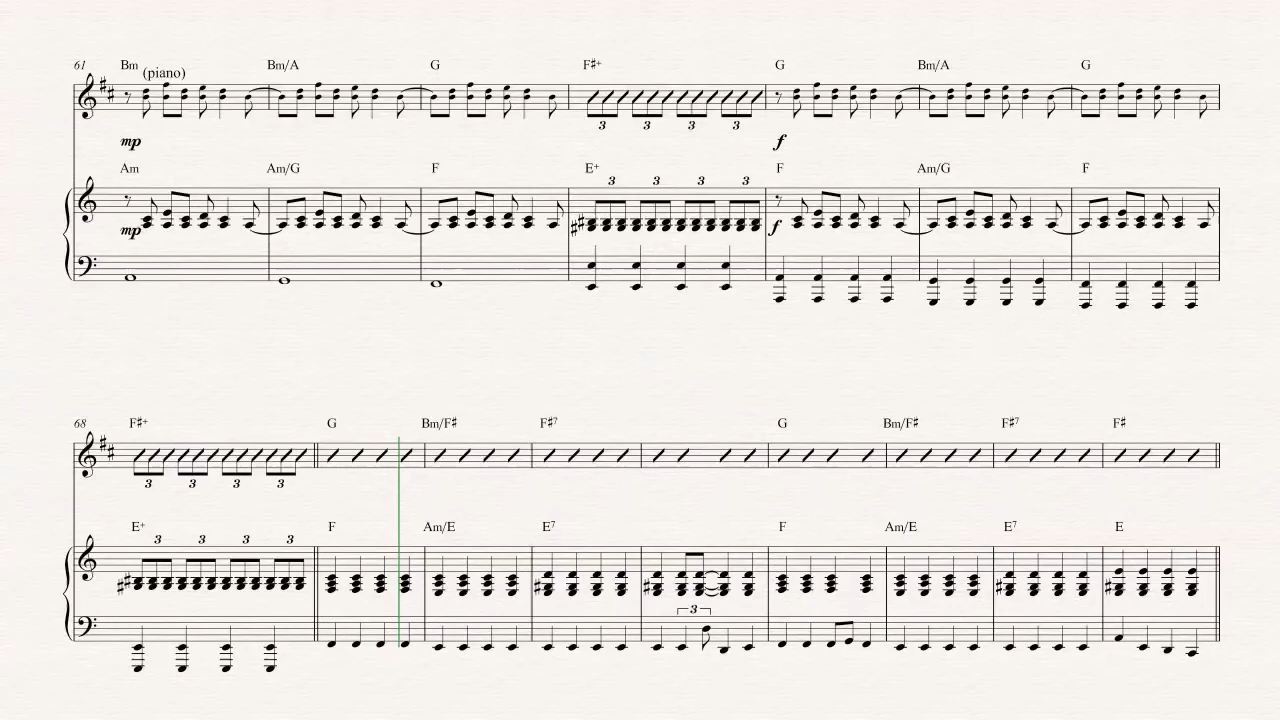 61 Bm Bm/A G F♯+ G Bm/A G
(piano)
3 3 3 3
mp f
Am Am/G F E+ F Am/G F
3 3 3 3
mp f
68 F♯+ G Bm/F♯ F♯7 G Bm/F♯ F♯7 F♯
3 3 3 3
E+ F Am/E E7 F Am/E E7 E
3 3 3 3
3